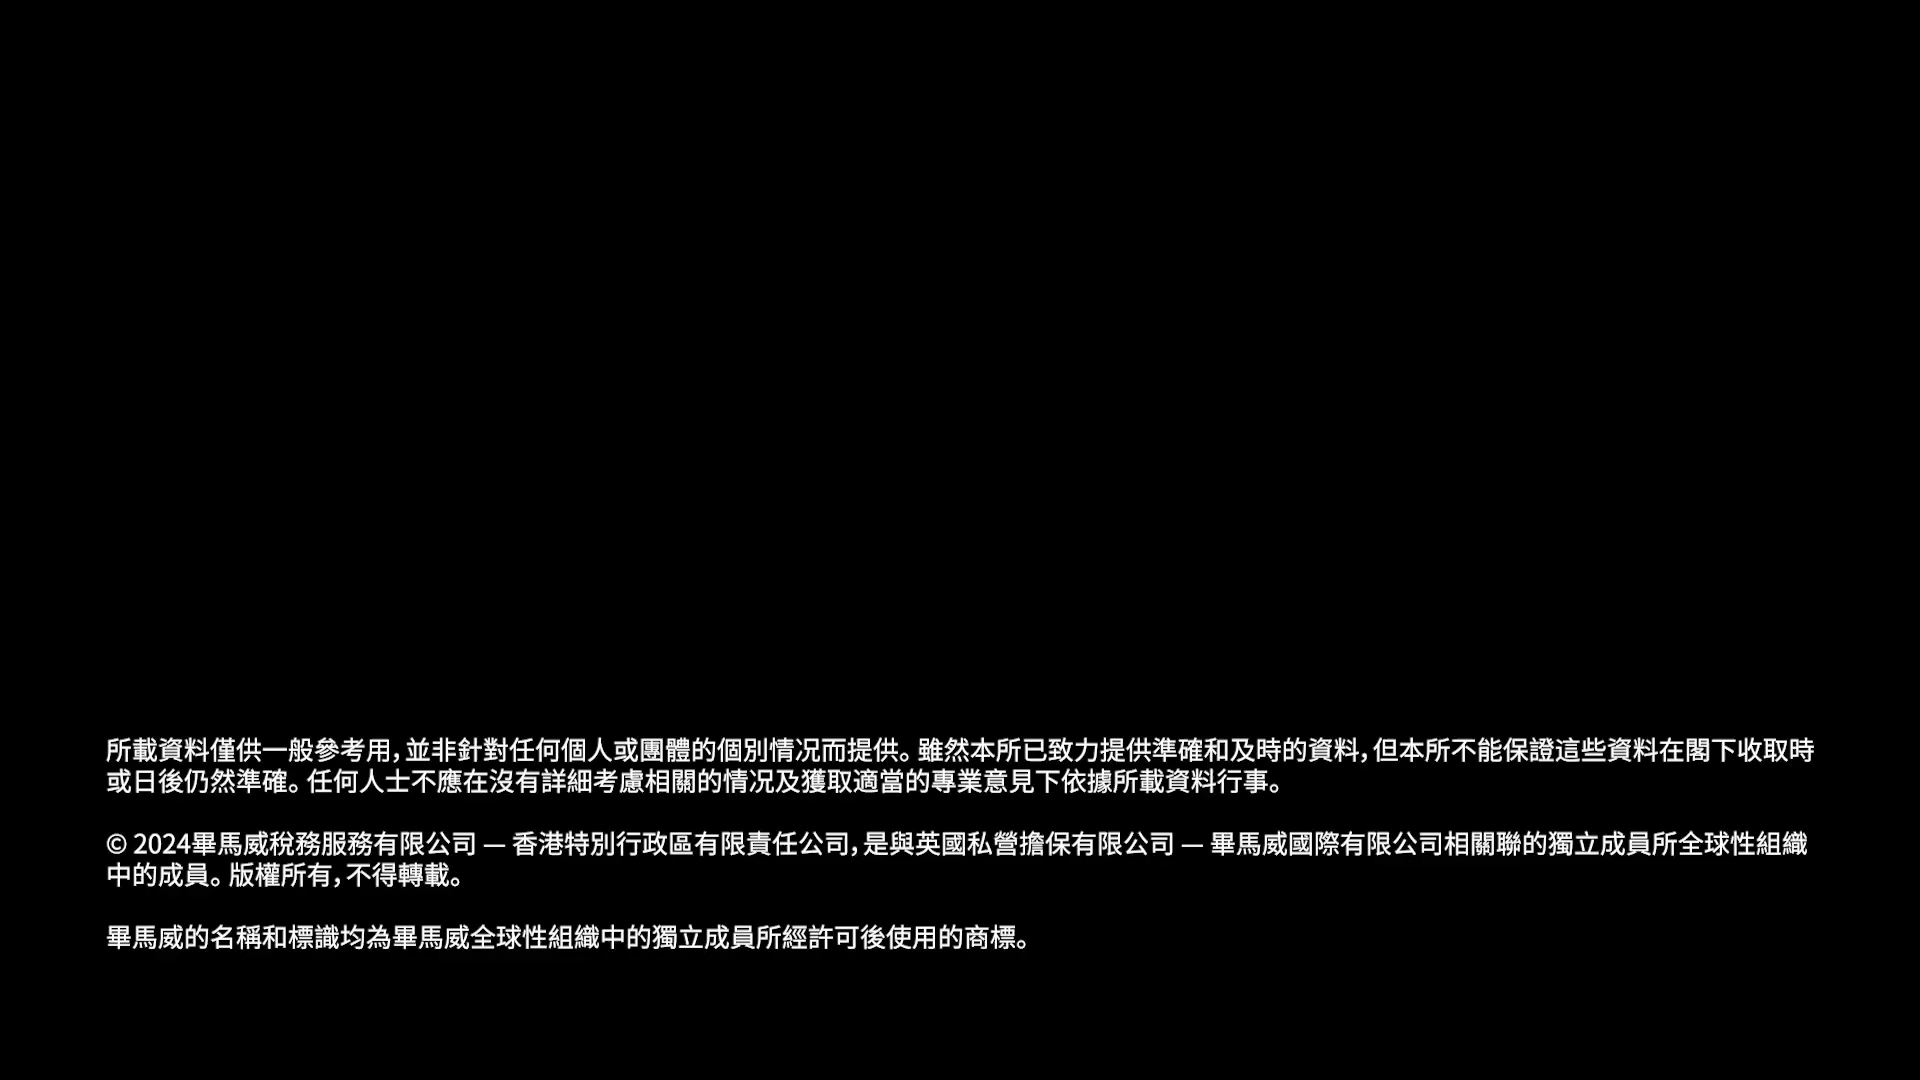 所載資料僅供一般參考用，並非針對任何個人或團體的個別情况而提供。雖然本所已致力提供準確和及時的資料，但本所不能保證這些資料在閣下收取時
或日後仍然準確。任何人士不應在沒有詳細考慮相關的情况及獲取適當的專業意見下依據所載資料行事。
© 2024畢馬威稅務服務有限公司 — 香港特別行政區有限責任公司，是與英國私營擔保有限公司 — 畢馬威國際有限公司相關聯的獨立成員所全球性組織
中的成員。版權所有，不得轉載。
畢馬威的名稱和標識均為畢馬威全球性組織中的獨立成員所經許可後使用的商標。